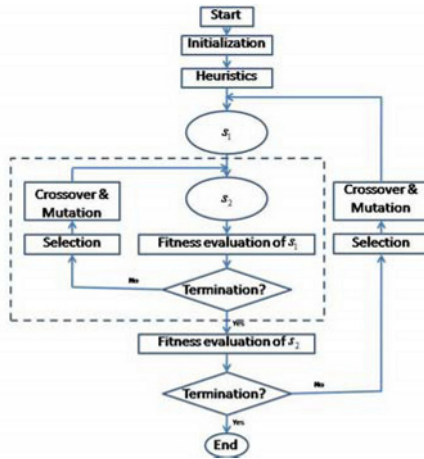 Start
Initialization
Heuristics
s₁
Crossover &
Mutation
s₂
Crossover &
Mutation
Selection
Fitness evaluation of s₁
Selection
No
Termination?
Yes
Fitness evaluation of s₂
No
Termination?
Yes
End